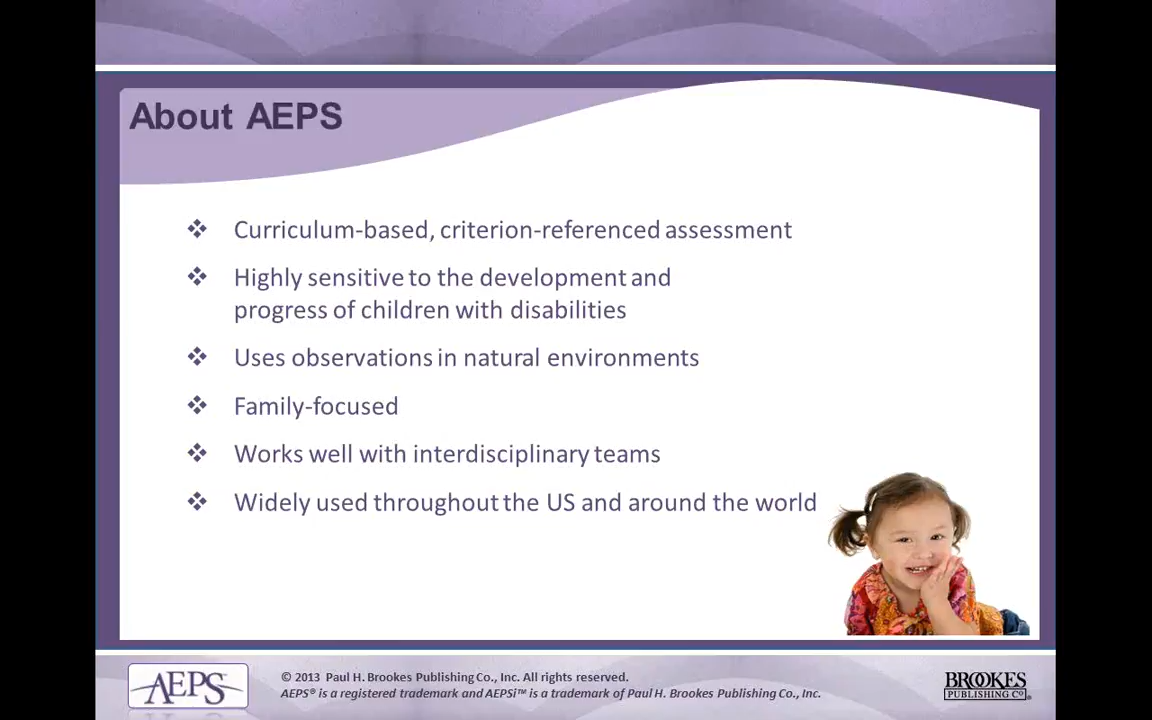 About AEPS
❖ Curriculum-based, criterion-referenced assessment
❖ Highly sensitive to the development and
progress of children with disabilities
❖ Uses observations in natural environments
❖ Family-focused
❖ Works well with interdisciplinary teams
❖ Widely used throughout the US and around the world
AEPS™
© 2013 Paul H. Brookes Publishing Co., Inc. All rights reserved.
AEPS® is a registered trademark and AEPSi™ is a trademark of Paul H. Brookes Publishing Co., Inc.
BROOKES
PUBLISHING CO®